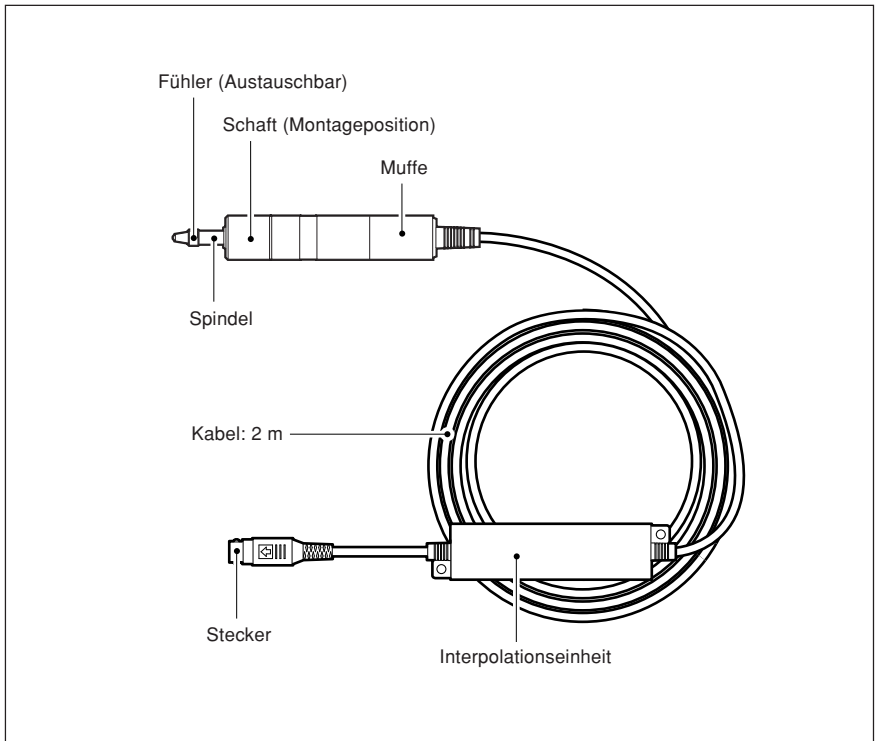 Fühler (Austauschbar)
Schaft (Montageposition)
Muffe
Spindel
Kabel: 2 m
Stecker
Interpolationseinheit